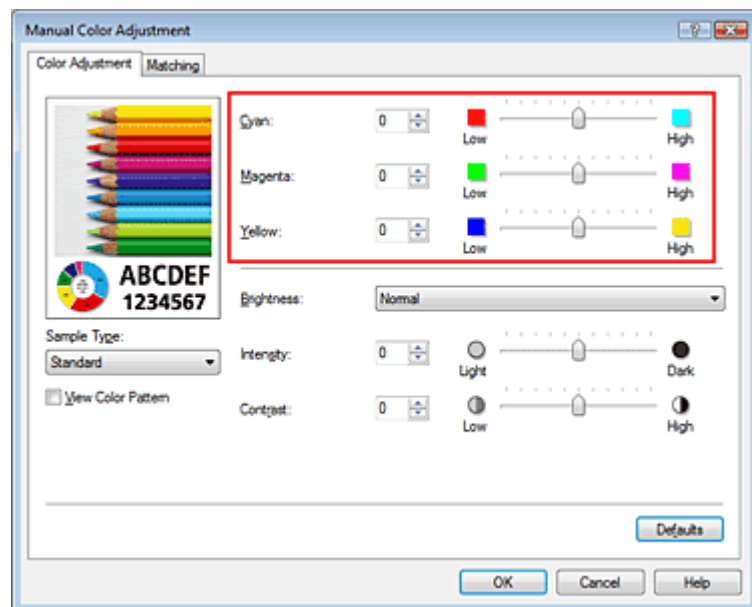 Manual Color Adjustment
Color Adjustment Matching
Cyan: 0 Low High
Magenta: 0 Low High
Yellow: 0 Low High
ABCDEF
1234567
Brightness: Normal
Sample Type:
Standard
Intensity: 0 Light Dark
View Color Pattern
Contrast: 0 Low High
Defaults
OK Cancel Help